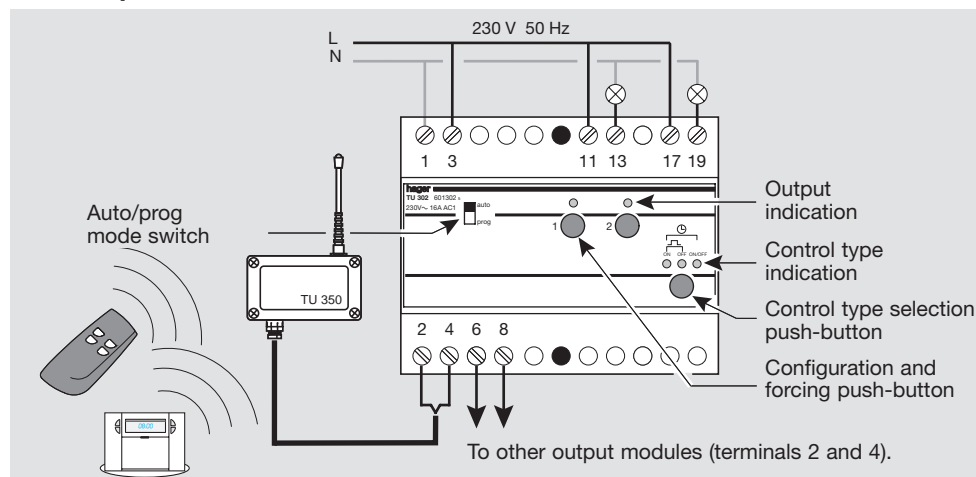 230 V 50 Hz
L
N
1 3 11 13 17 19
hager
TU 302 601302 a
230V~ 16A AC1
auto
prog
1
2
ON OFF ON/OFF
Auto/prog
mode switch
Output
indication
Control type
indication
Control type selection
push-button
Configuration and
forcing push-button
TU 350
2 4 6 8
08:00
To other output modules (terminals 2 and 4).